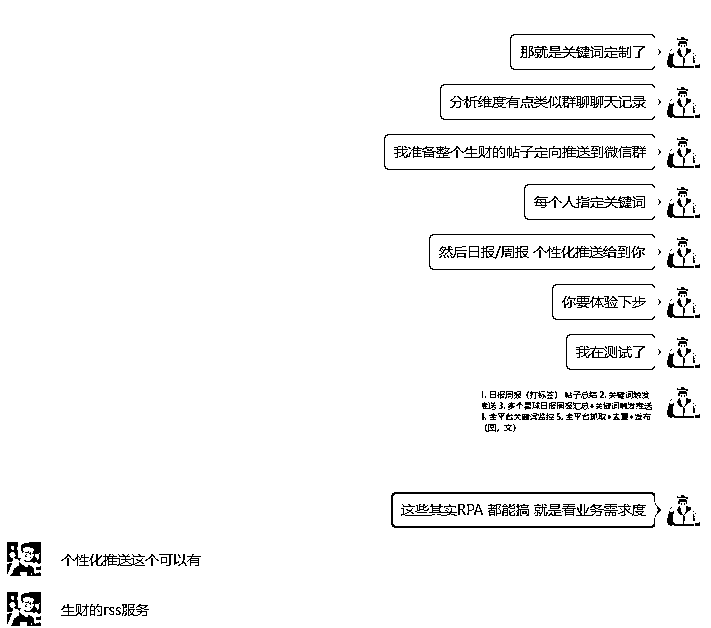 那就是关键词定制了
分析维度有点类似群聊聊天记录
我准备整个生财的帖子定向推送到微信群
每个人指定关键词
然后日报/周报 个性化推送给到你
你要体验下步
我在测试了
1. 日报周报（打标签） 帖子总结 2. 关键词触发
推送 3. 多个星球日报周报汇总+关键词触发推送
4. 全平台关键词监控 5. 全平台抓取+去重+发布
（图，文）
这些其实RPA 都能搞 就是看业务需求度
个性化推送这个可以有
生财的rss服务